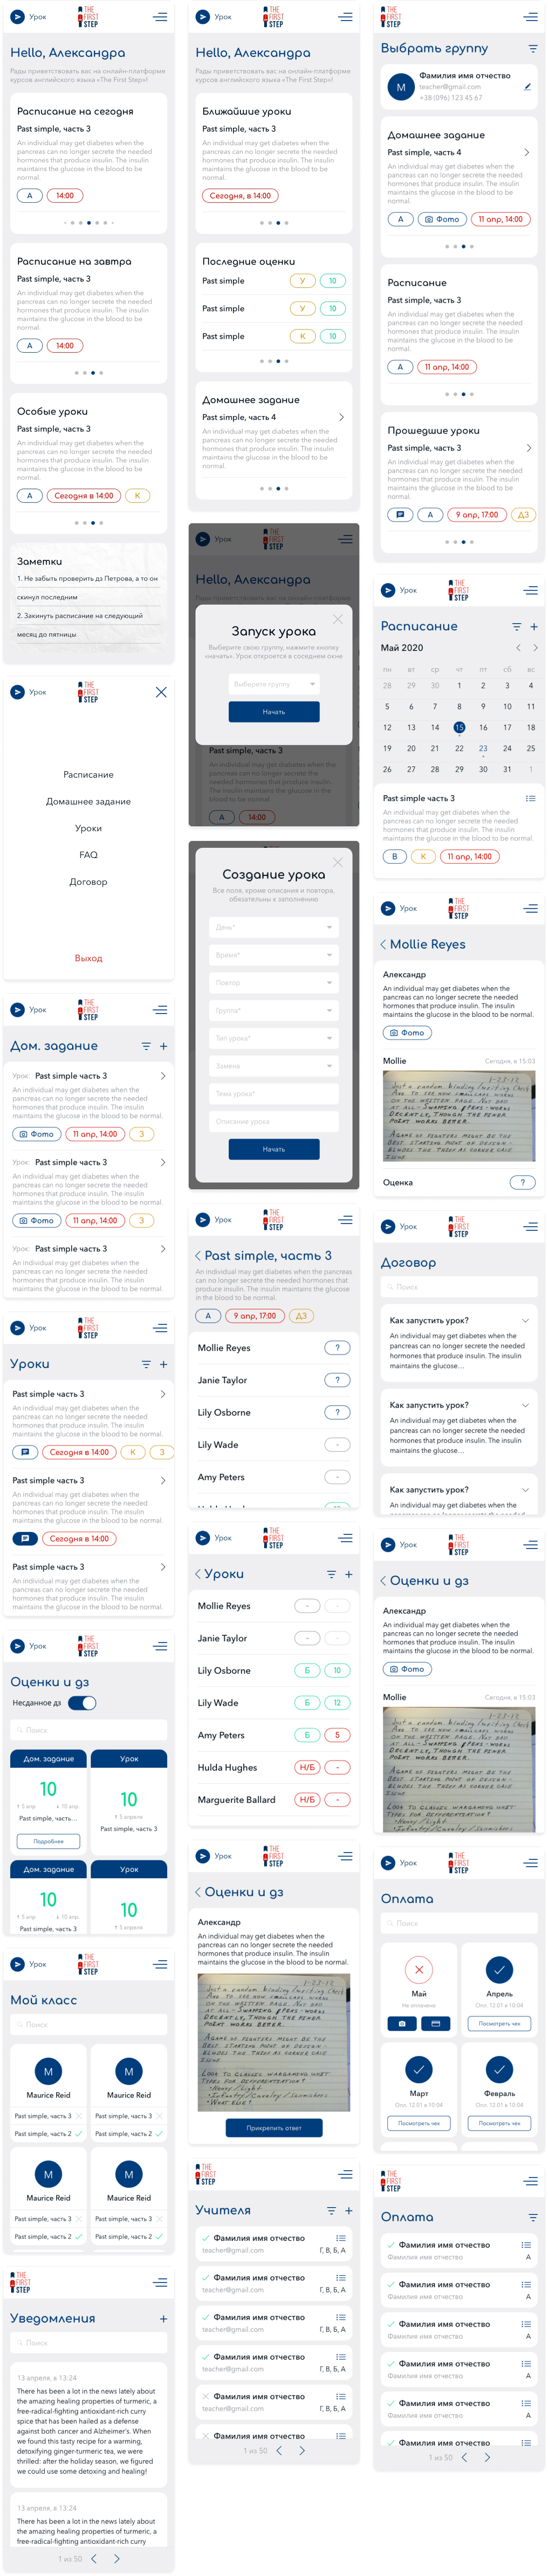 Урок
THE
FIRST
STEP
Hello, Александра
Рады приветствовать вас на онлайн-платформе
курсов английского языка «The First Step»!
Расписание на сегодня
Past simple, часть 3
An individual may get diabetes when the
pancreas can no longer secrete the needed
hormones that produce insulin. The insulin
maintains the glucose in the blood to be
normal.
А 14:00
Расписание на завтра
Past simple, часть 3
An individual may get diabetes when the
pancreas can no longer secrete the needed
hormones that produce insulin. The insulin
maintains the glucose in the blood to be
normal.
А 14:00
Особые уроки
Past simple, часть 3
An individual may get diabetes when the
pancreas can no longer secrete the needed
hormones that produce insulin. The insulin
maintains the glucose in the blood to be
normal.
А Сегодня в 14:00 К
Заметки
1. Не забыть проверить дз Петрова, а то он
скинул последним
2. Закинуть расписание на следующий
месяц до пятницы
Урок
THE
FIRST
STEP
Расписание
Домашнее задание
Уроки
FAQ
Договор
Выход
Урок
THE
FIRST
STEP
Дом. задание
Урок: Past simple часть 3
An individual may get diabetes when the
pancreas can no longer secrete the needed
hormones that produce insulin. The insulin
maintains the glucose in the blood to be normal.
Фото 11 апр, 14:00 3
Урок: Past simple часть 3
An individual may get diabetes when the
pancreas can no longer secrete the needed
hormones that produce insulin. The insulin
maintains the glucose in the blood to be normal.
Фото 11 апр, 14:00 3
Урок: Past simple часть 3
An individual may get diabetes when the
pancreas can no longer secrete the needed
hormones that produce insulin. The insulin
maintains the glucose in the blood to be normal.
Урок
THE
FIRST
STEP
Уроки
Past simple часть 3
An individual may get diabetes when the
pancreas can no longer secrete the needed
hormones that produce insulin. The insulin
maintains the glucose in the blood to be normal.
Сегодня в 14:00 К З
Past simple часть 3
An individual may get diabetes when the
pancreas can no longer secrete the needed
hormones that produce insulin. The insulin
maintains the glucose in the blood to be normal.
Сегодня в 14:00
Past simple часть 3
An individual may get diabetes when the
pancreas can no longer secrete the needed
hormones that produce insulin. The insulin
maintains the glucose in the blood to be normal.
Урок
THE
FIRST
STEP
Оценки и дз
Несданное дз
Поиск
Дом. задание Урок
10 10
5 апр. 10 апр. 5 апреля
Past simple, часть... Past simple, часть 3
Подробнее
Дом. задание Урок
10 10
5 апр. 10 апр. 5 апреля
Past simple, часть 3
Урок
THE
FIRST
STEP
Мой класс
Поиск
M M
Maurice Reid Maurice Reid
Past simple, часть 3 Past simple, часть 3
Past simple, часть 2 Past simple, часть 2
M M
Maurice Reid Maurice Reid
Past simple, часть 3 Past simple, часть 3
Past simple, часть 2 Past simple, часть 2
THE
FIRST
STEP
Уведомления
Поиск
13 апреля, в 13:24
There has been a lot in the news lately about
the amazing healing properties of turmeric, a
free-radical-fighting antioxidant-rich curry
spice that has been hailed as a defense
against both cancer and Alzheimer's. When
we found this tasty recipe for a warming,
detoxifying ginger-turmeric tea, we were
thrilled: after the holiday season, we figured
we could use some detoxing and healing!
13 апреля, в 13:24
There has been a lot in the news lately about
the amazing healing properties of turmeric, a
free-radical-fighting antioxidant-rich curry
1 из 50
Урок
THE
FIRST
STEP
Hello, Александра
Рады приветствовать вас на онлайн-платформе
курсов английского языка «The First Step»!
Ближайшие уроки
Past simple, часть 3
An individual may get diabetes when the
pancreas can no longer secrete the needed
hormones that produce insulin. The insulin
maintains the glucose in the blood to be
normal.
Сегодня, в 14:00
Последние оценки
Past simple У 10
Past simple У 10
Past simple К 10
Домашнее задание
Past simple, часть 4
An individual may get diabetes when the
pancreas can no longer secrete the needed
hormones that produce insulin. The insulin
maintains the glucose in the blood to be
normal.
Урок
THE
FIRST
STEP
Hello, Александра
Рады приветствовать вас на онлайн-платформе
Запуск урока
Выберите свою группу, нажмите кнопку
«начать». Урок откроется в соседнем окне
Выберите группу
Начать
Past simple, часть 3
An individual may get diabetes when the
pancreas can no longer secrete the needed
hormones that produce insulin. The insulin
maintains the glucose in the blood to be
normal.
А 14:00
Создание урока
Все поля, кроме описания и повтора,
обязательны к заполнению
День*
Время*
Повтор
Группа*
Тип урока*
Замена
Тема урока*
Описание урока
Начать
Урок
THE
FIRST
STEP
Past simple, часть 3
An individual may get diabetes when the pancreas
can no longer secrete the needed hormones that
produce insulin. The insulin maintains the glucose
in the blood to be normal.
А 9 апр, 17:00 ДЗ
Mollie Reyes ?
Janie Taylor ?
Lily Osborne ?
Lily Wade -
Amy Peters -
Урок
THE
FIRST
STEP
Уроки
Mollie Reyes - -
Janie Taylor - -
Lily Osborne Б 10
Lily Wade Б 12
Amy Peters Б 5
Hulda Hughes Н/Б -
Marguerite Ballard Н/Б -
Урок
THE
FIRST
STEP
Оценки и дз
Александр
An individual may get diabetes when the
pancreas can no longer secrete the needed
hormones that produce insulin. The insulin
maintains the glucose in the blood to be normal.
1-23-12
Just a random blind writing check
Прикрепить ответ
THE
FIRST
STEP
Учителя
Фамилия имя отчество
teacher@gmail.com Г, В, Б, А
Фамилия имя отчество
teacher@gmail.com Г, В, Б, А
Фамилия имя отчество
teacher@gmail.com Г, В, Б, А
Фамилия имя отчество
teacher@gmail.com Г, В, Б, А
Фамилия имя отчество
teacher@gmail.com Г, В, Б, А
Фамилия имя отчество
1 из 50
THE
FIRST
STEP
Выбрать группу
M
Фамилия имя отчество
teacher@gmail.com
+38 (096) 123 45 67
Домашнее задание
Past simple, часть 4
An individual may get diabetes when the
pancreas can no longer secrete the needed
hormones that produce insulin. The insulin
maintains the glucose in the blood to be
normal.
А Фото 11 апр, 14:00
Расписание
Past simple, часть 3
An individual may get diabetes when the
pancreas can no longer secrete the needed
hormones that produce insulin. The insulin
maintains the glucose in the blood to be
normal.
А 11 апр, 14:00
Прошедшие уроки
Past simple, часть 3
An individual may get diabetes when the
pancreas can no longer secrete the needed
hormones that produce insulin. The insulin
maintains the glucose in the blood to be
normal.
А 9 апр, 17:00 ДЗ
Урок
THE
FIRST
STEP
Расписание
Май 2020
пн вт ср чт пт сб вс
28 29 30 1 2 3 4
5 6 7 8 9 10 11
12 13 14 15 16 17 18
19 20 21 22 23 24 25
26 27 28 29 30 31 1
Past simple часть 3
An individual may get diabetes when the
pancreas can no longer secrete the needed
hormones that produce insulin. The insulin
maintains the glucose in the blood to be normal.
В К 11 апр, 14:00
Урок
THE
FIRST
STEP
Mollie Reyes
Александр
An individual may get diabetes when the
pancreas can no longer secrete the needed
hormones that produce insulin. The insulin
maintains the glucose in the blood to be normal.
Фото
Mollie Сегодня, в 15:03
1-23-12
Just a random blind writing check
Оценка ?
Урок
THE
FIRST
STEP
Договор
Поиск
Как запустить урок?
An individual may get diabetes when the
pancreas can no longer secrete the needed
hormones that produce insulin. The insulin
maintains the glucose...
Как запустить урок?
An individual may get diabetes when the
pancreas can no longer secrete the needed
hormones that produce insulin. The insulin
maintains the glucose...
Как запустить урок?
An individual may get diabetes when the
pancreas can no longer secrete the needed
Урок
THE
FIRST
STEP
Оценки и дз
Александр
An individual may get diabetes when the
pancreas can no longer secrete the needed
hormones that produce insulin. The insulin
maintains the glucose in the blood to be normal.
Фото
Mollie Сегодня, в 15:03
1-23-12
Just a random blind writing check
Урок
THE
FIRST
STEP
Оплата
Поиск
Май Апрель
Не оплачено Опл. 12.01 в 10:04
Посмотреть чек
Март Февраль
Опл. 12.01 в 10:04 Опл. 12.01 в 10:04
Посмотреть чек Посмотреть чек
THE
FIRST
STEP
Оплата
Фамилия имя отчество
Фамилия имя отчество А
Фамилия имя отчество
Фамилия имя отчество А
Фамилия имя отчество
Фамилия имя отчество А
Фамилия имя отчество
Фамилия имя отчество А
Фамилия имя отчество
Фамилия имя отчество А
Фамилия имя отчество
1 из 50